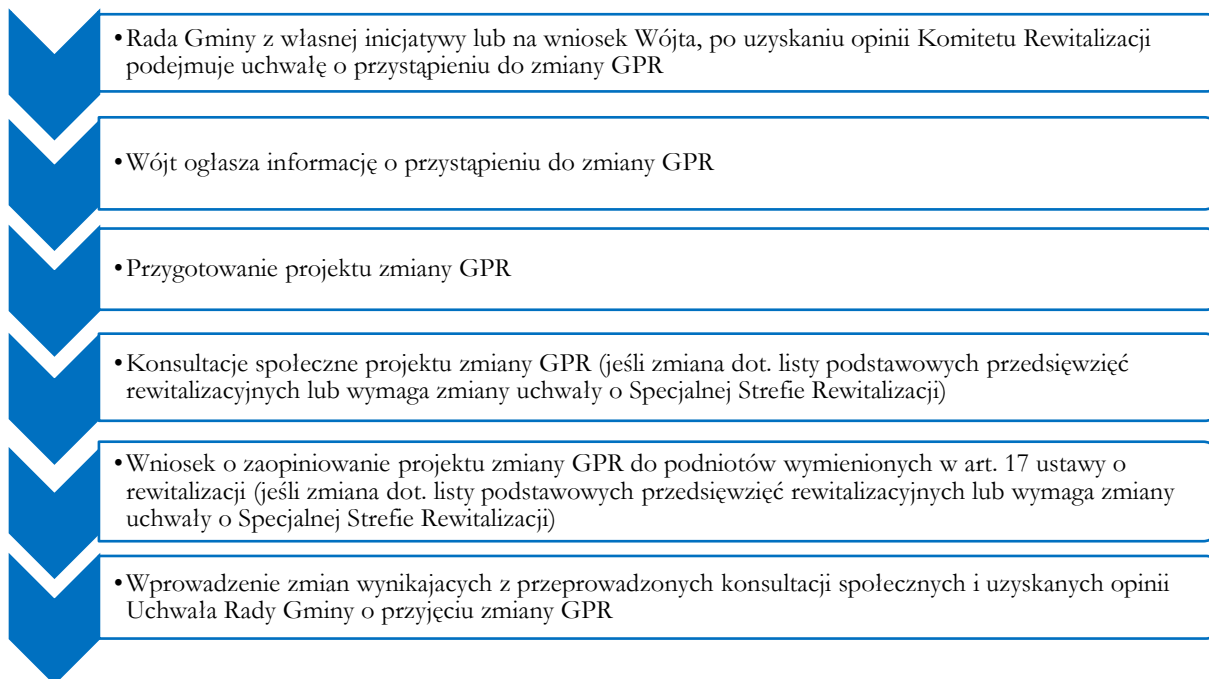 •Rada Gminy z własnej inicjatywy lub na wniosek Wójta, po uzyskaniu opinii Komitetu Rewitalizacji
podejmuje uchwałę o przystąpieniu do zmiany GPR
•Wójt ogłasza informację o przystąpieniu do zmiany GPR
•Przygotowanie projektu zmiany GPR
•Konsultacje społeczne projektu zmiany GPR (jeśli zmiana dot. listy podstawowych przedsięwzięć
rewitalizacyjnych lub wymaga zmiany uchwały o Specjalnej Strefie Rewitalizacji)
•Wniosek o zaopiniowanie projektu zmiany GPR do podniotów wymienionych w art. 17 ustawy o
rewitalizacji (jeśli zmiana dot. listy podstawowych przedsięwzięć rewitalizacyjnych lub wymaga zmiany
uchwały o Specjalnej Strefie Rewitalizacji)
•Wprowadzenie zmian wynikajacych z przeprowadzonych konsultacji społecznych i uzyskanych opinii
Uchwała Rady Gminy o przyjęciu zmiany GPR